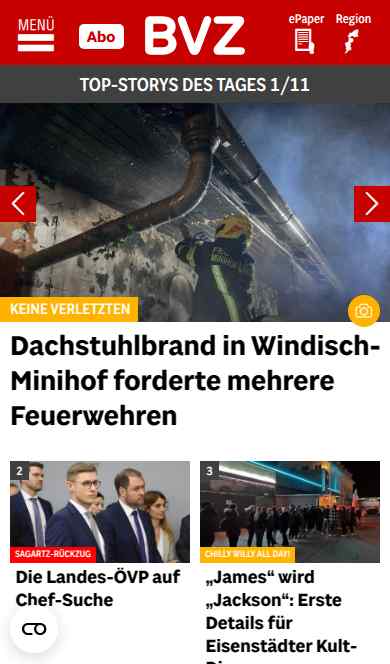 MENÜ
Abo
BVZ
ePaper
Region
TOP-STORYS DES TAGES 1/11
KEINE VERLETZTEN
Dachstuhlbrand in Windisch-
Minihof forderte mehrere
Feuerwehren
2
SAGARTZ-RÜCKZUG
Die Landes-ÖVP auf
Chef-Suche
3
CHILLY WILLY ALL DAY!
„James“ wird
„Jackson“: Erste
Details für
Eisenstädter Kult-